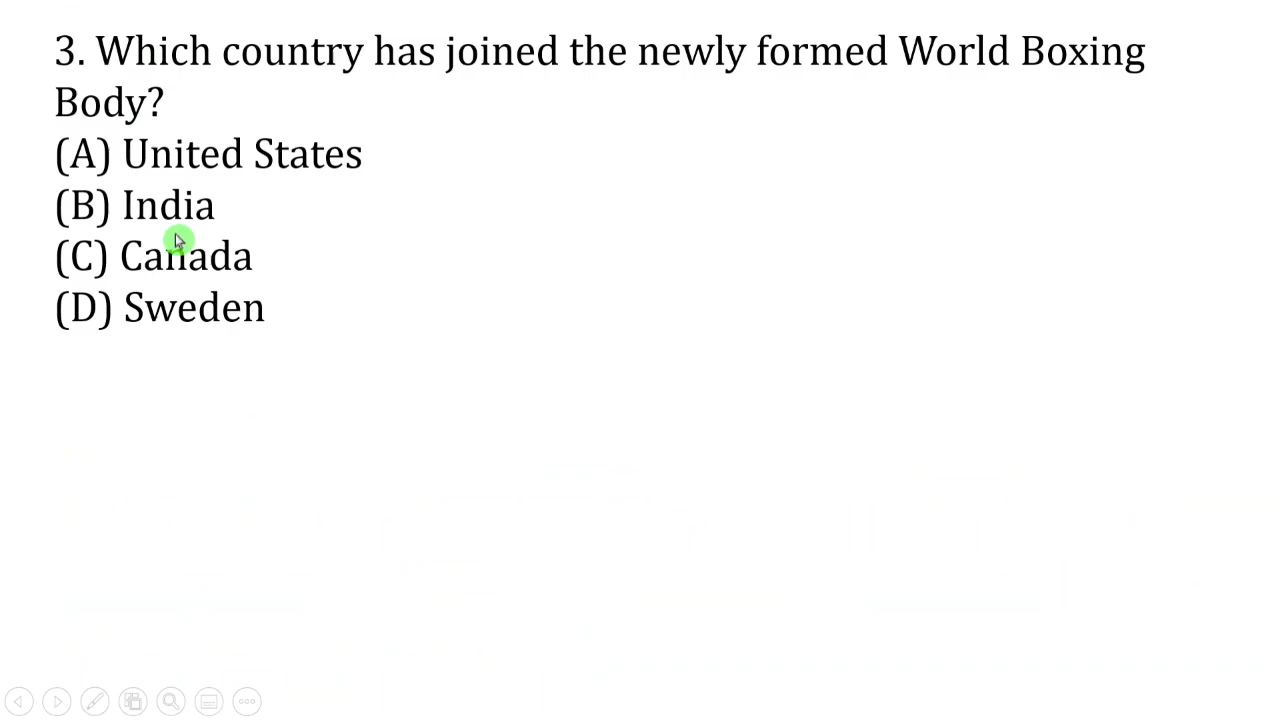 3. Which country has joined the newly formed World Boxing
Body?
(A) United States
(B) India
(C) Canada
(D) Sweden